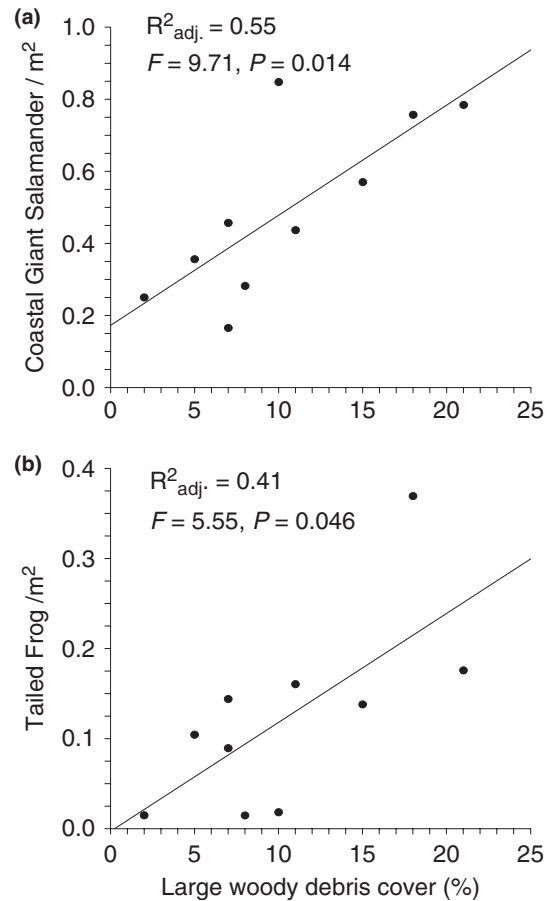 (a)
R²adj. = 0.55
F = 9.71, P = 0.014
Coastal Giant Salamander / m²
1.0
0.8
0.6
0.4
0.2
0.0
0 5 10 15 20 25
(b)
R²adj. = 0.41
F = 5.55, P = 0.046
Tailed Frog /m²
0.4
0.3
0.2
0.1
0.0
0 5 10 15 20 25
Large woody debris cover (%)